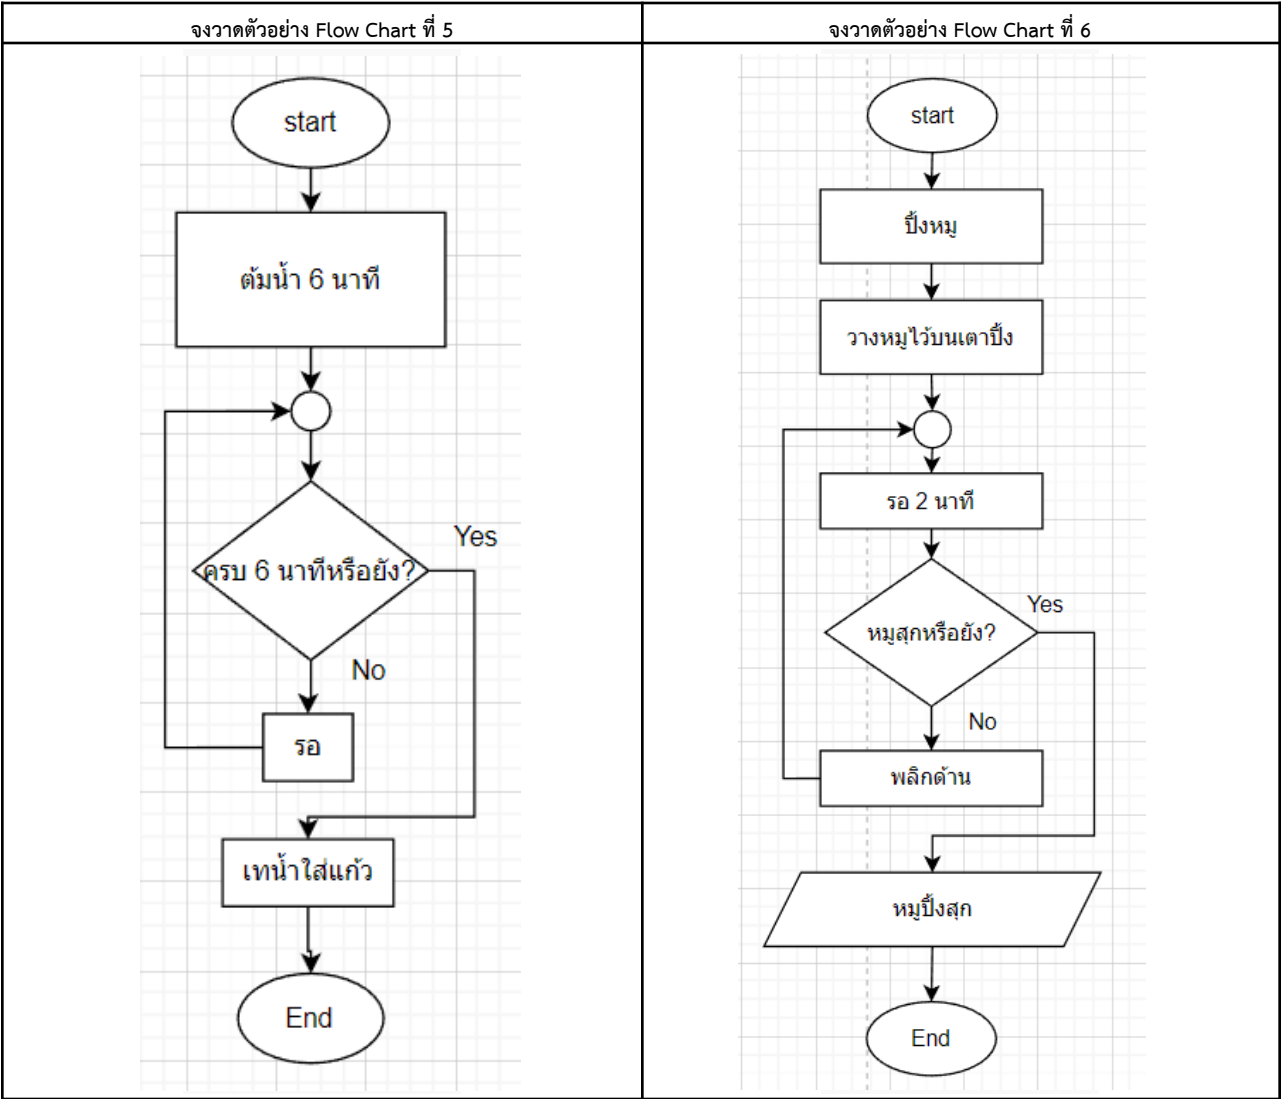 จงวาดตัวอย่าง Flow Chart ที่ 5
start
ต้มน้ำ 6 นาที
ครบ 6 นาทีหรือยัง?
Yes
No
รอ
เทน้ำใส่แก้ว
End
จงวาดตัวอย่าง Flow Chart ที่ 6
start
ปิ้งหมู
วางหมูไว้บนเตาปิ้ง
รอ 2 นาที
หมูสุกหรือยัง?
Yes
No
พลิกด้าน
หมูปิ้งสุก
End